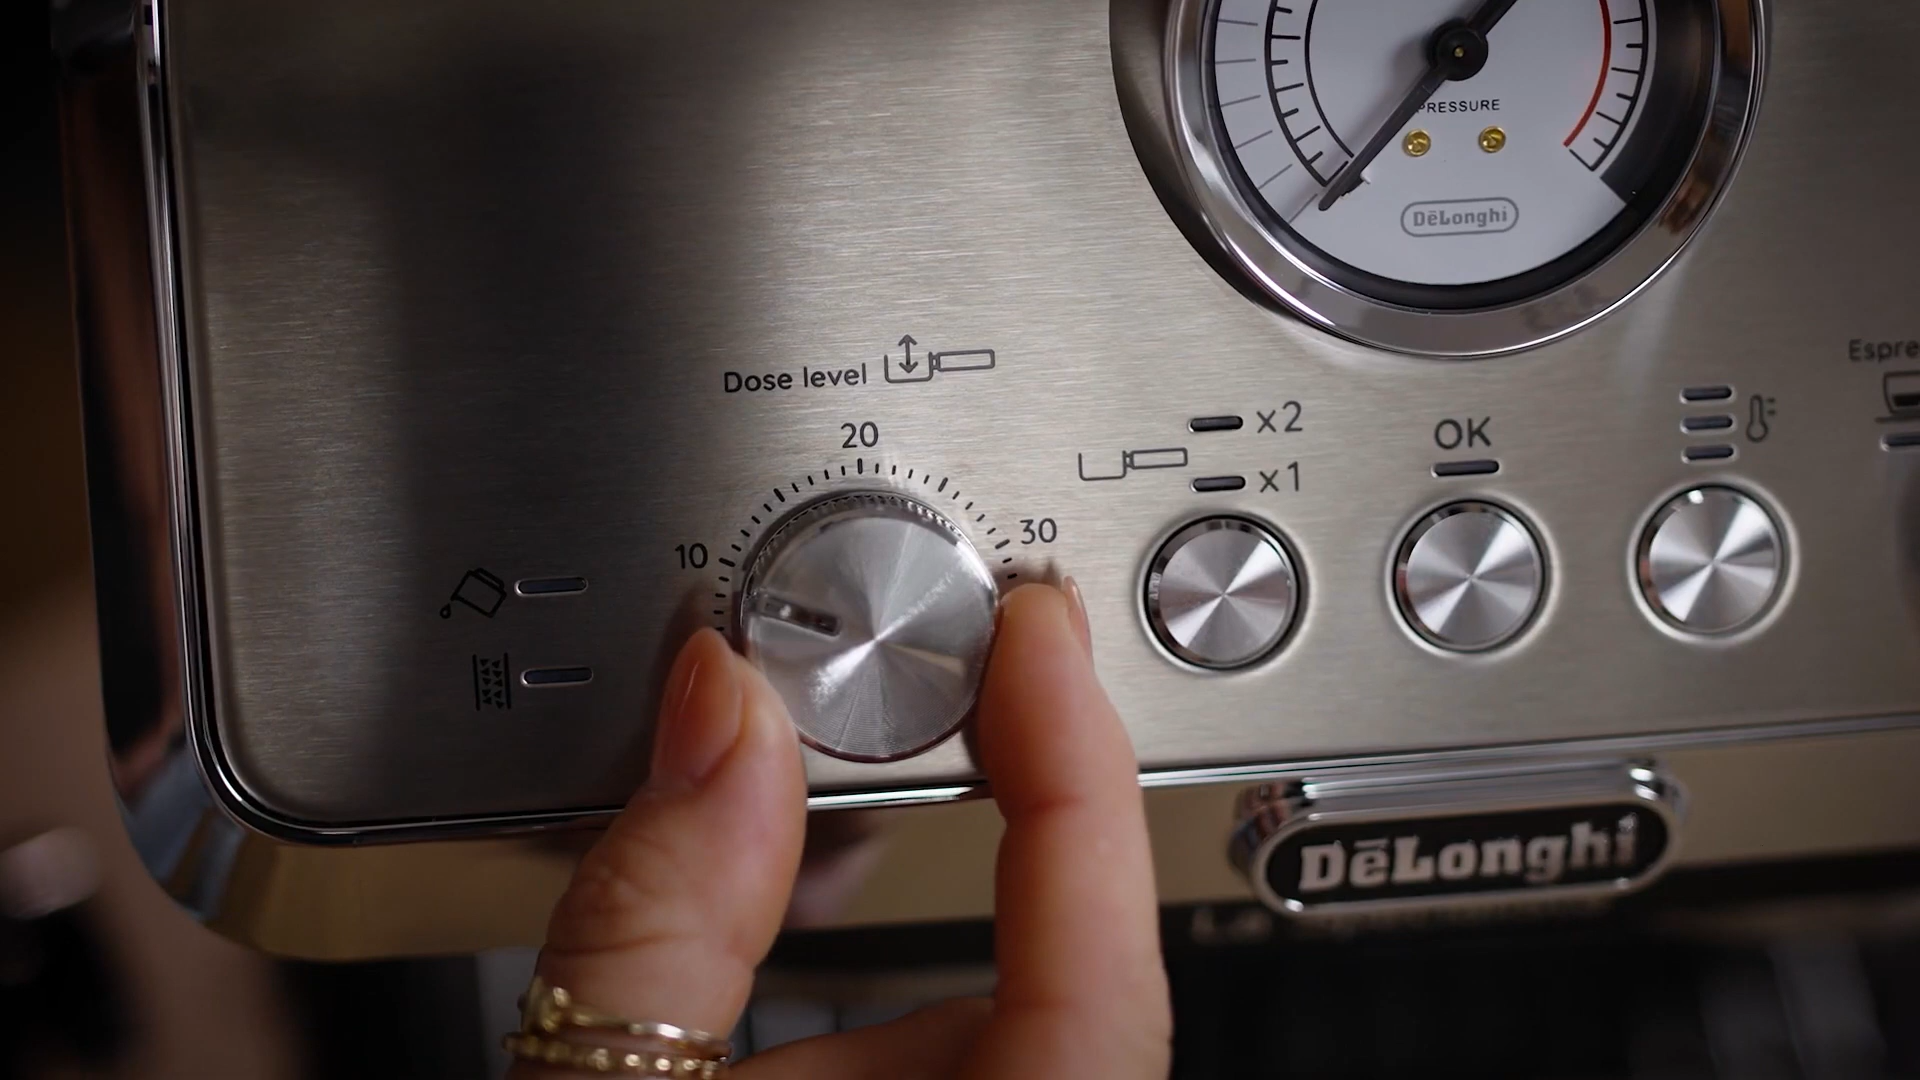 PRESSURE
DēLonghi
Dose level
20
10
30
x2
x1
OK
Espre
DēLonghi